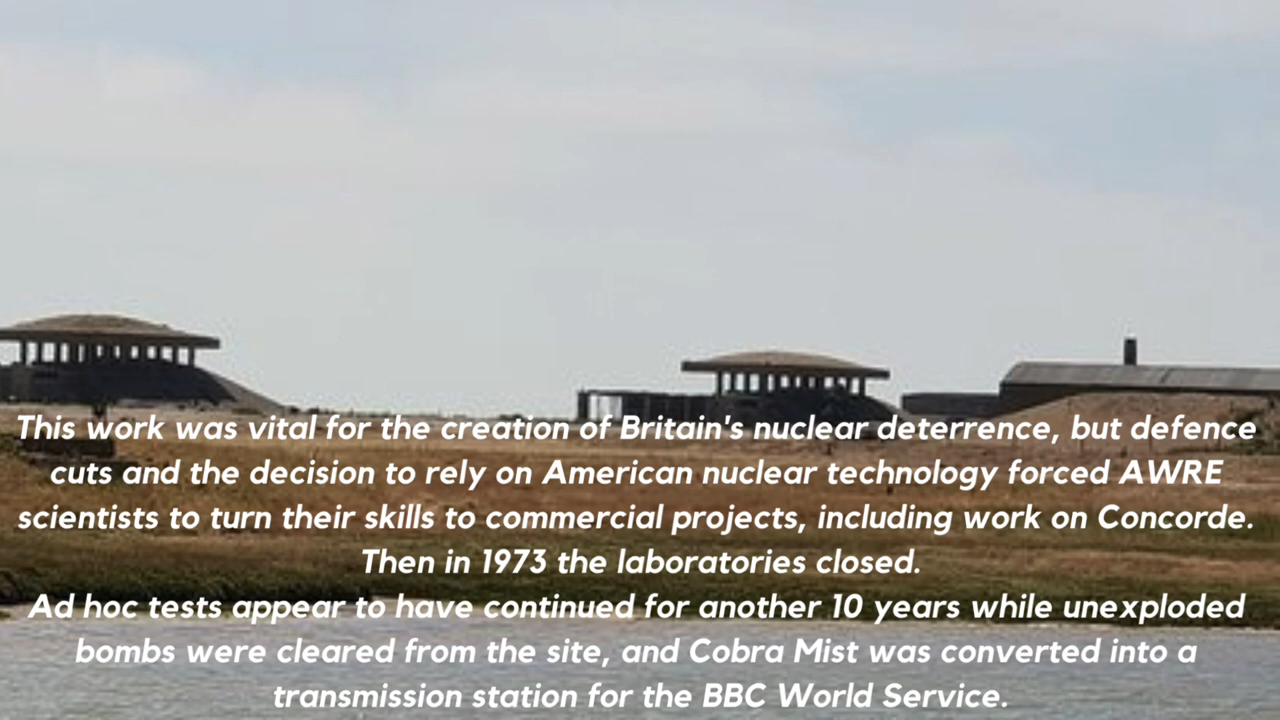 This work was vital for the creation of Britain's nuclear deterrence, but defence
cuts and the decision to rely on American nuclear technology forced AWRE
scientists to turn their skills to commercial projects, including work on Concorde.
Then in 1973 the laboratories closed.
Ad hoc tests appear to have continued for another 10 years while unexploded
bombs were cleared from the site, and Cobra Mist was converted into a
transmission station for the BBC World Service.